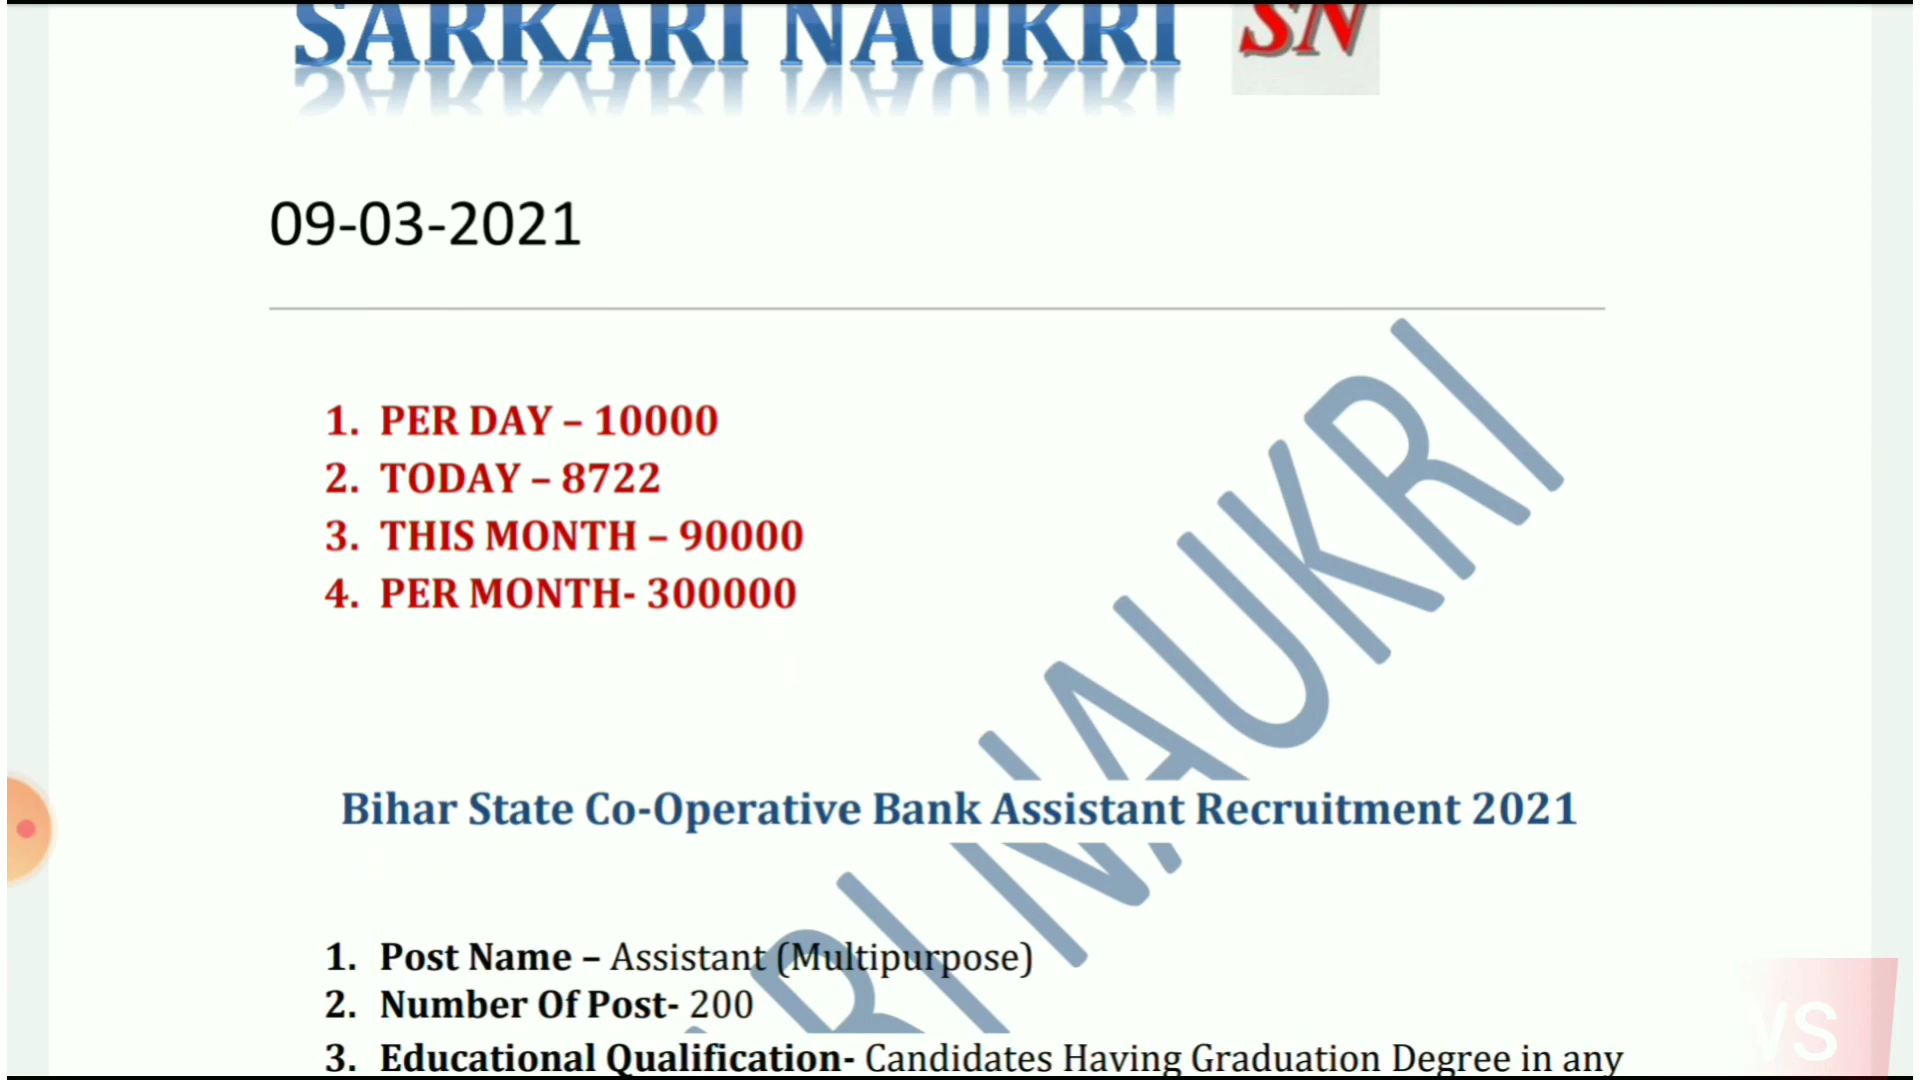 SARKARI NAUKRI SN
09-03-2021
1. PER DAY – 10000
2. TODAY – 8722
3. THIS MONTH – 90000
4. PER MONTH- 300000
Bihar State Co-Operative Bank Assistant Recruitment 2021
1. Post Name – Assistant (Multipurpose)
2. Number Of Post- 200
3. Educational Qualification- Candidates Having Graduation Degree in any
RI NAUKRI